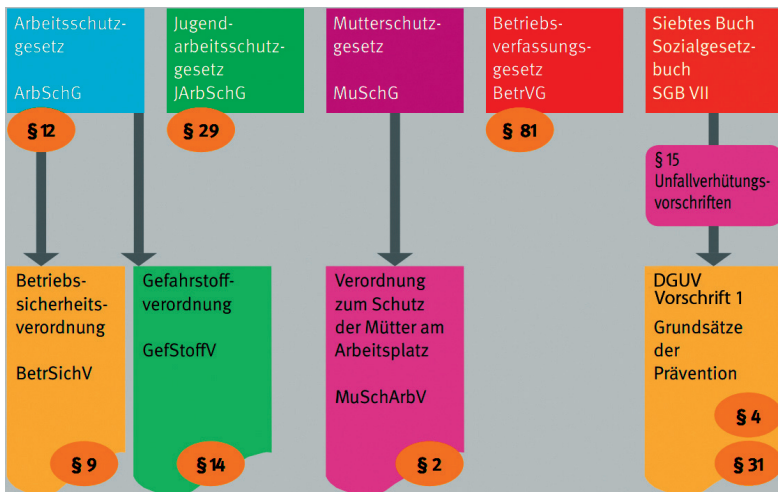 Arbeitsschutz-
gesetz
ArbSchG
§ 12
Jugend-
arbeitsschutz-
gesetz
JArbSchG
§ 29
Mutterschutz-
gesetz
MuSchG
Betriebs-
verfassungs-
gesetz
BetrVG
§ 81
Siebtes Buch
Sozialgesetz-
buch
SGB VII
§ 15
Unfallverhütungs-
vorschriften
Betriebs-
sicherheits-
verordnung
BetrSichV
§ 9
Gefahrstoff-
verordnung
GefStoffV
§ 14
Verordnung
zum Schutz
der Mütter am
Arbeitsplatz
MuSchArbV
§ 2
DGUV
Vorschrift 1
Grundsätze
der
Prävention
§ 4
§ 31